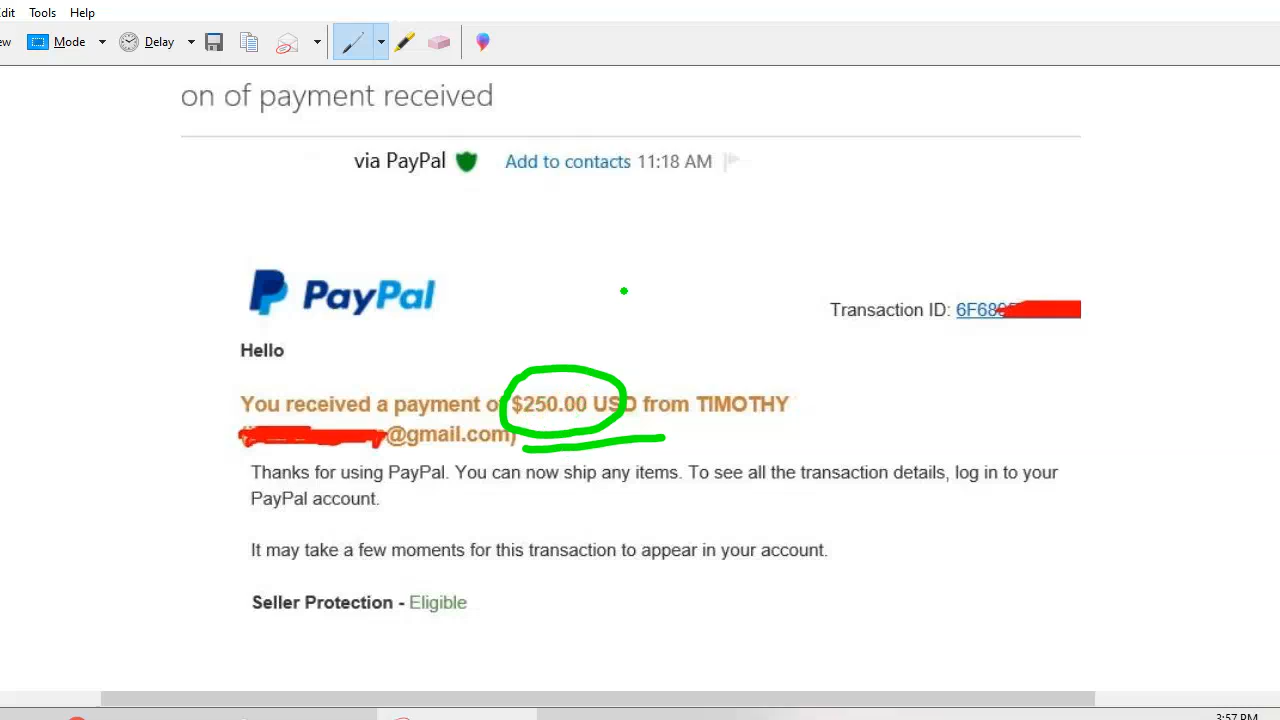 Edit Tools Help
Mode Delay
on of payment received
via PayPal Add to contacts 11:18 AM
PayPal
Transaction ID: 6F680
Hello
You received a payment of $250.00 USD from TIMOTHY
@gmail.com)
Thanks for using PayPal. You can now ship any items. To see all the transaction details, log in to your
PayPal account.
It may take a few moments for this transaction to appear in your account.
Seller Protection - Eligible
3:57 PM